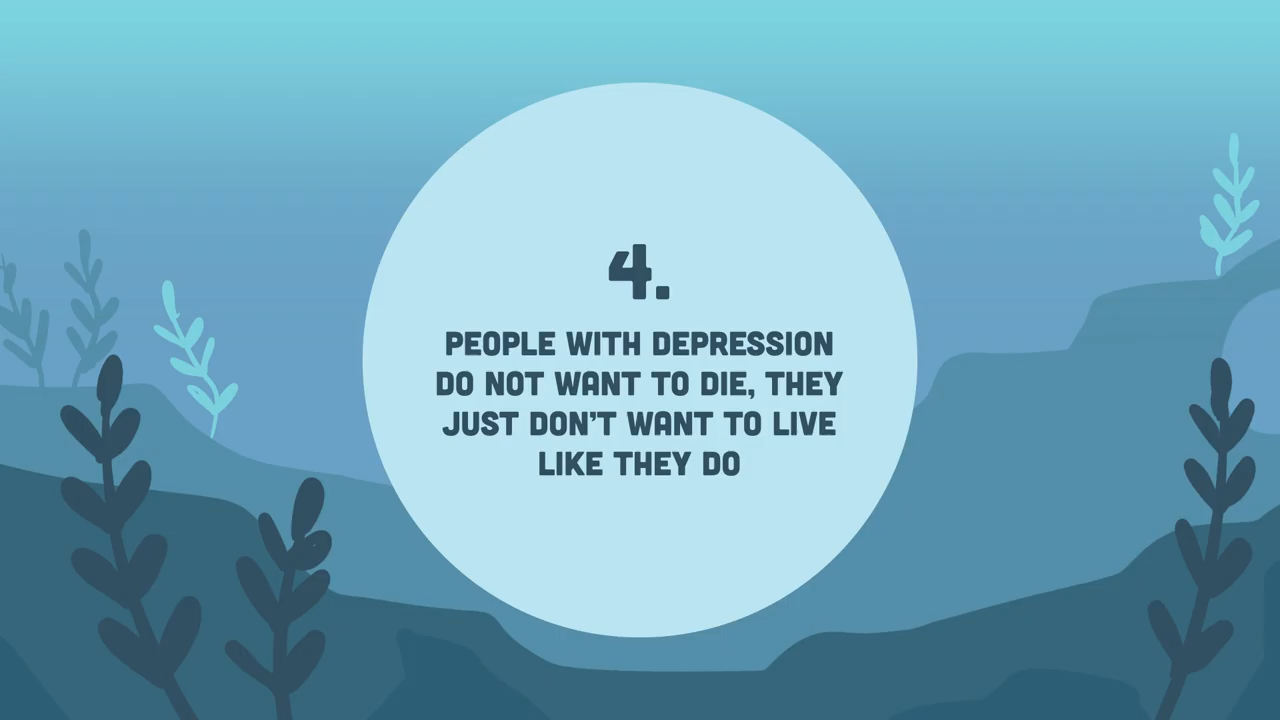 4.
PEOPLE WITH DEPRESSION
DO NOT WANT TO DIE, THEY
JUST DON'T WANT TO LIVE
LIKE THEY DO